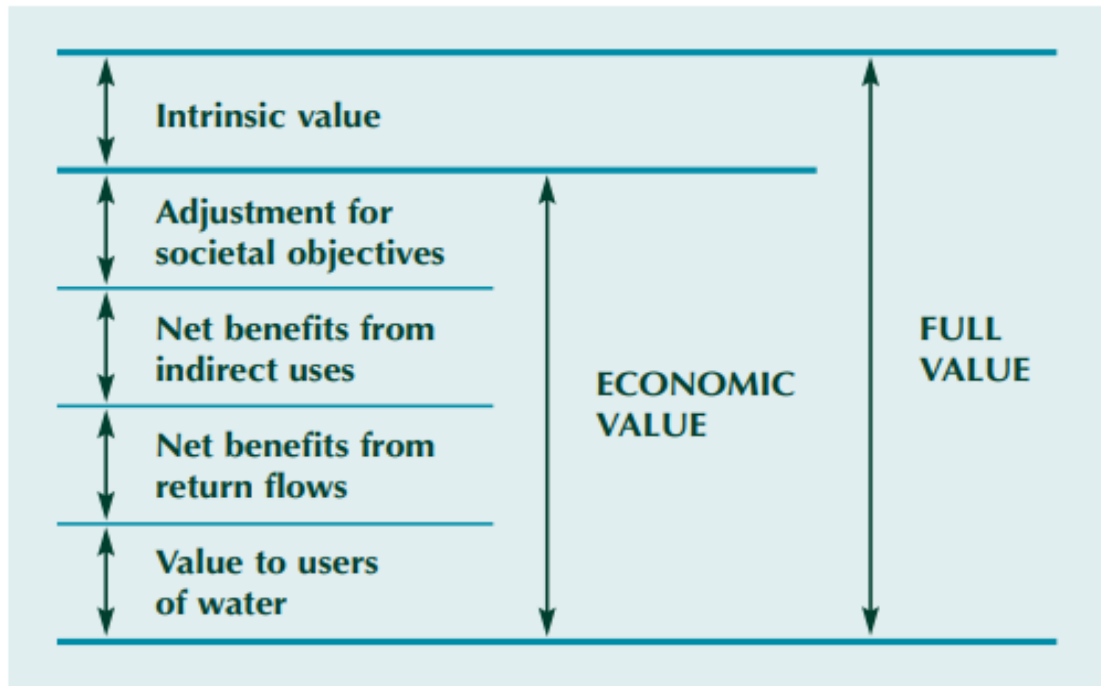 Intrinsic value
Adjustment for
societal objectives
Net benefits from
indirect uses
Net benefits from
return flows
Value to users
of water
ECONOMIC
VALUE
FULL
VALUE